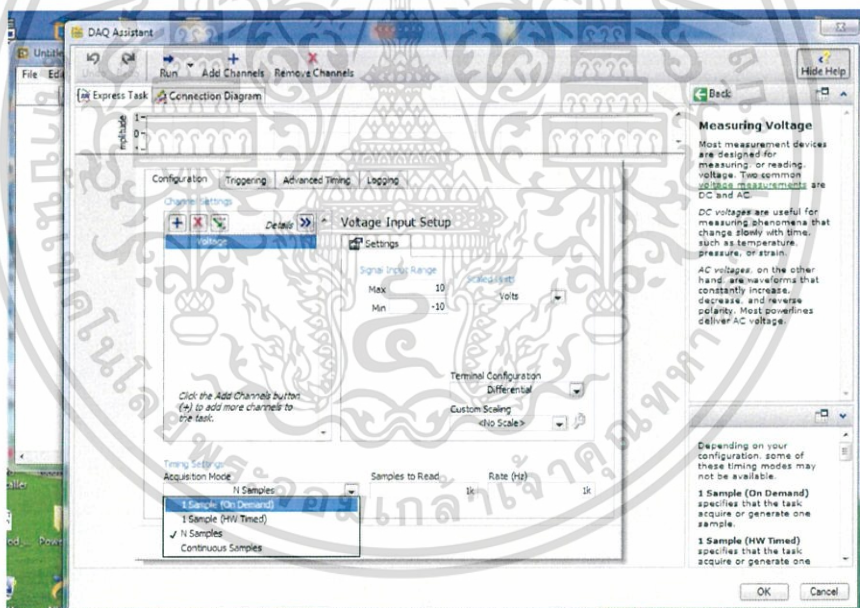 DAQ Assistant
Untitle
File Edi
Undo Redo Run Add Channels Remove Channels
Hide Help
Express Task Connection Diagram
Back
1-
0-
Measuring Voltage
Most measurement devices
are designed for
measuring, or reading,
voltage. Two common
voltage measurements are
DC and AC.
DC voltages are useful for
measuring phenomena that
change slowly with time,
such as temperature,
pressure, or strain.
AC voltages, on the other
hand, are waveforms that
constantly increase,
decrease, and reverse
polarity. Most powerlines
deliver AC voltage.
Configuration Triggering Advanced Timing Logging
Channel Settings
Details
Voltage
Click the Add Channels button
(+) to add more channels to
the task.
Votage Input Setup
Settings
Signal Input Range
Max 10
Min -10
Scaled Units
Volts
Terminal Configuration
Differential
Custom Scaling
<No Scale>
Timing Settings
Acquisition Mode Samples to Read Rate (Hz)
N Samples 1k 1k
1 Sample (On Demand)
1 Sample (HW Timed)
✓ N Samples
Continuous Samples
Depending on your
configuration, some of
these timing modes may
not be available.
1 Sample (On Demand)
specifies that the task
acquire or generate one
sample.
1 Sample (HW Timed)
specifies that the task
acquire or generate one
OK Cancel